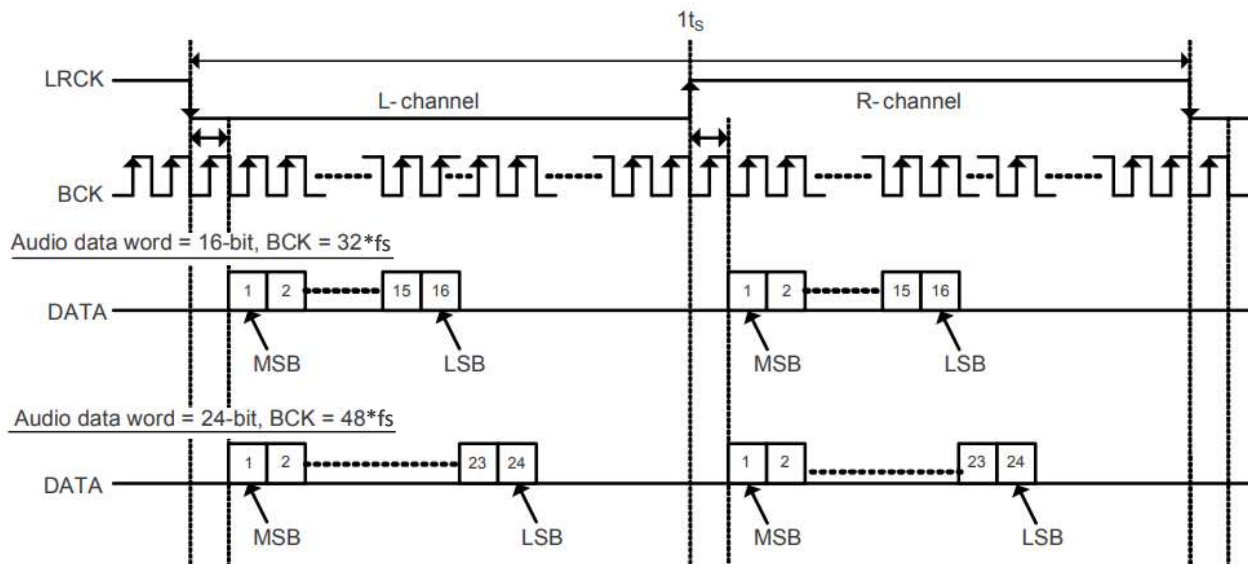 1tS
LRCK
L- channel
R- channel
BCK
Audio data word = 16-bit, BCK = 32*fs
DATA
1 2 15 16 1 2 15 16
MSB LSB MSB LSB
Audio data word = 24-bit, BCK = 48*fs
DATA
1 2 23 24 1 2 23 24
MSB LSB MSB LSB